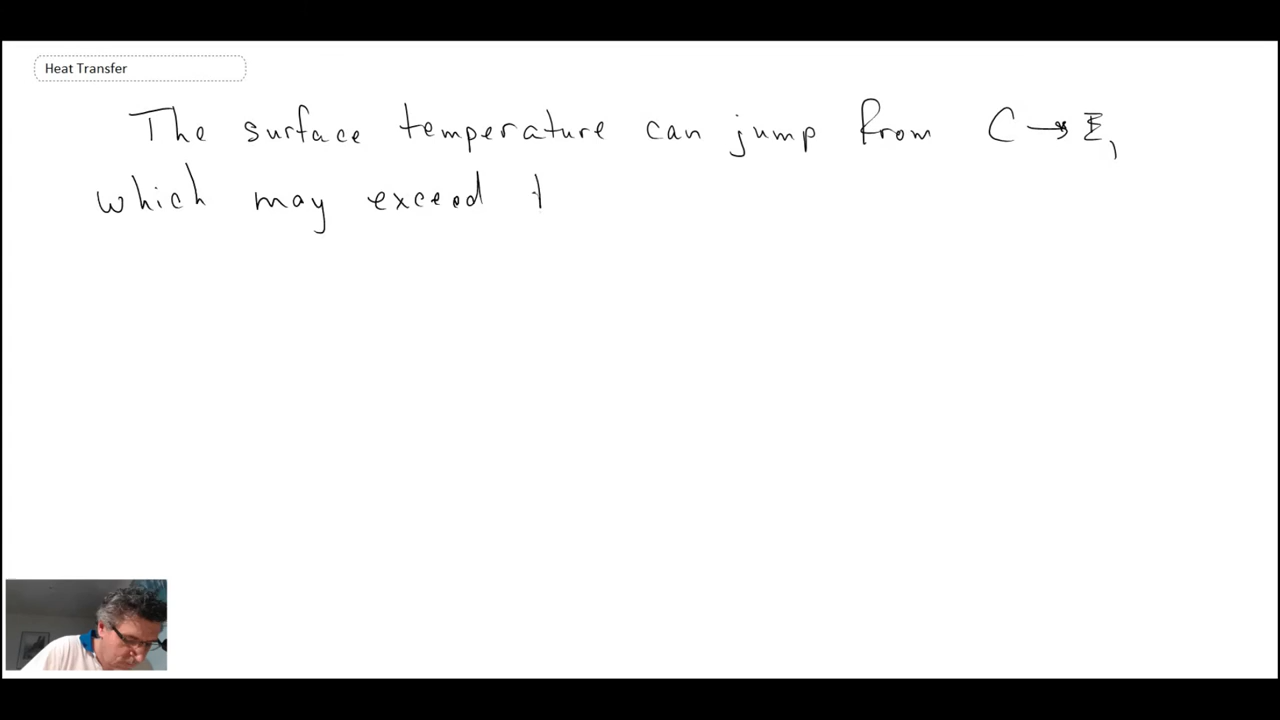 Heat Transfer
The surface temperature can jump from C → E,
which may exceed t